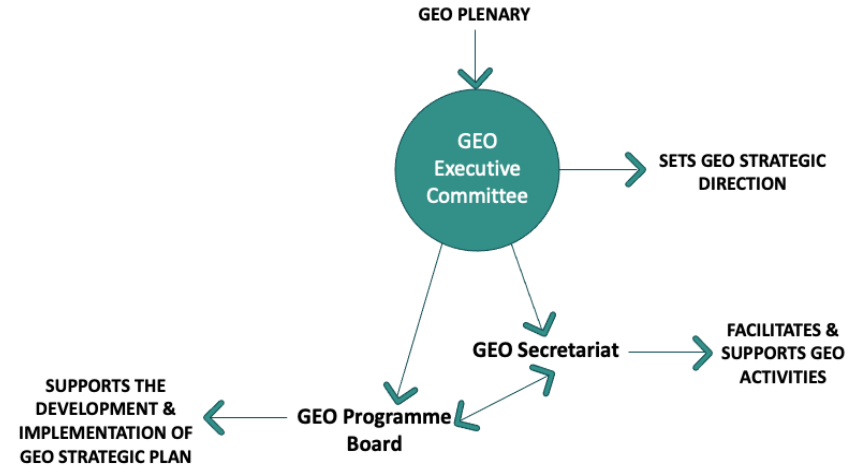 GEO PLENARY
GEO
Executive
Committee
SETS GEO STRATEGIC
DIRECTION
GEO Secretariat
FACILITATES &
SUPPORTS GEO
ACTIVITIES
GEO Programme
Board
SUPPORTS THE
DEVELOPMENT &
IMPLEMENTATION OF
GEO STRATEGIC PLAN